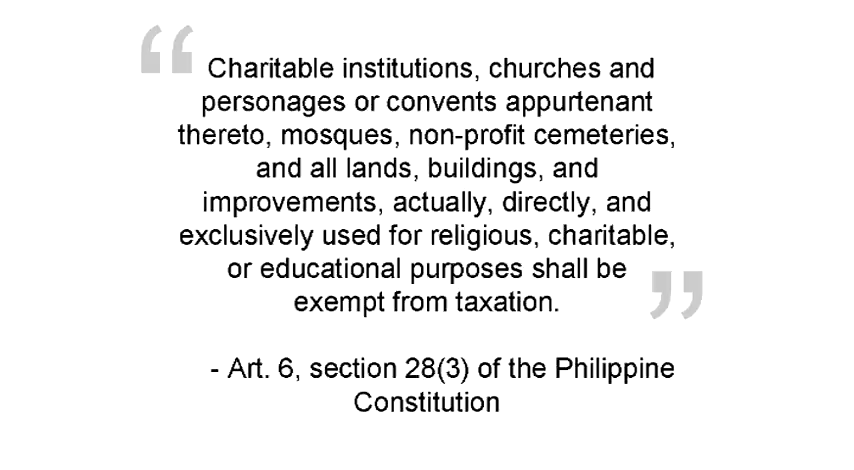 “ Charitable institutions, churches and
personages or convents appurtenant
thereto, mosques, non-profit cemeteries,
and all lands, buildings, and
improvements, actually, directly, and
exclusively used for religious, charitable,
or educational purposes shall be
exempt from taxation. ”
- Art. 6, section 28(3) of the Philippine
Constitution